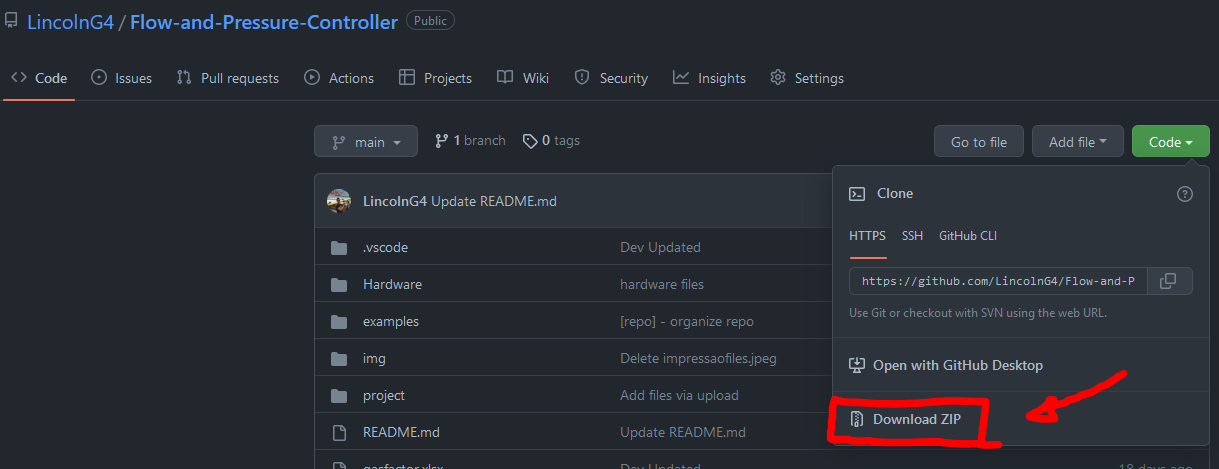 LincolnG4 / Flow-and-Pressure-Controller Public
Code Issues Pull requests Actions Projects Wiki Security Insights Settings
main 1 branch 0 tags Go to file Add file Code
LincolnG4 Update README.md
Clone
HTTPS SSH GitHub CLI
.vscode Dev Updated
Hardware hardware files
https://github.com/LincolnG4/Flow-and-P
examples [repo] - organize repo
Use Git or checkout with SVN using the web URL.
img Delete impressaofiles.jpeg
Open with GitHub Desktop
project Add files via upload
Download ZIP
README.md Update README.md
gasfactor.xlsx Dev Updated 18 days ago